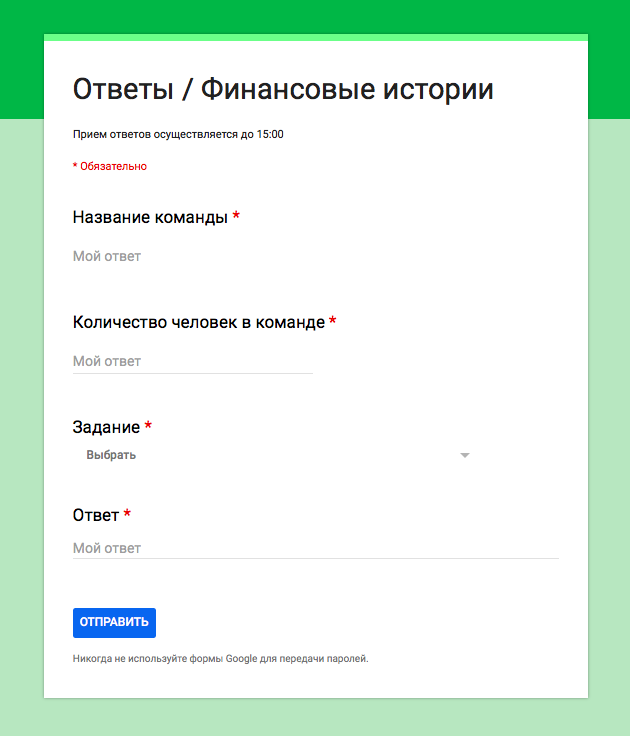 Ответы / Финансовые истории
Прием ответов осуществляется до 15:00
* Обязательно
Название команды *
Мой ответ
Количество человек в команде *
Мой ответ
Задание *
Выбрать
Ответ *
Мой ответ
ОТПРАВИТЬ
Никогда не используйте формы Google для передачи паролей.